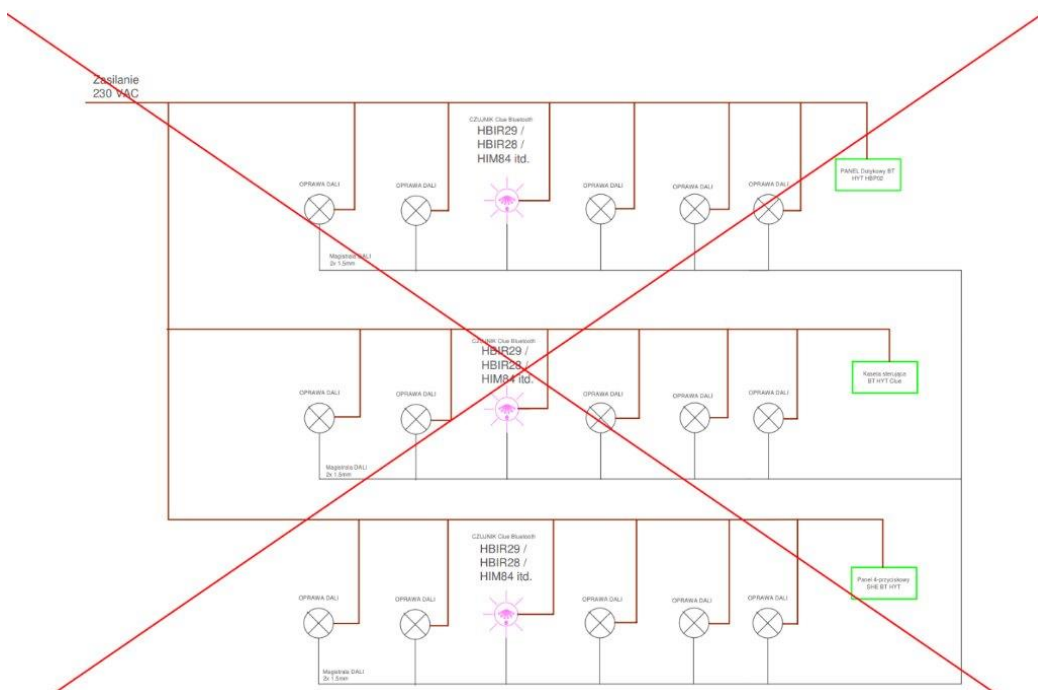 Zasilanie
230 VAC
CZUJNIK Clue Bluetooth
HBIR29 /
HBIR28 /
HIM84 itd.
PANEL Dotykowy BT
HYT HBP02
OPRAWA DALI
OPRAWA DALI
OPRAWA DALI
OPRAWA DALI
OPRAWA DALI
Magistrala DALI
2x 1.5mm
CZUJNIK Clue Bluetooth
HBIR29 /
HBIR28 /
HIM84 itd.
Kaseta sterująca
BT HYT Clue
OPRAWA DALI
OPRAWA DALI
OPRAWA DALI
OPRAWA DALI
OPRAWA DALI
Magistrala DALI
2x 1.5mm
CZUJNIK Clue Bluetooth
HBIR29 /
HBIR28 /
HIM84 itd.
Panel 4-przyciskowy
BT HYT
OPRAWA DALI
OPRAWA DALI
OPRAWA DALI
OPRAWA DALI
OPRAWA DALI
Magistrala DALI
2x 1.5mm